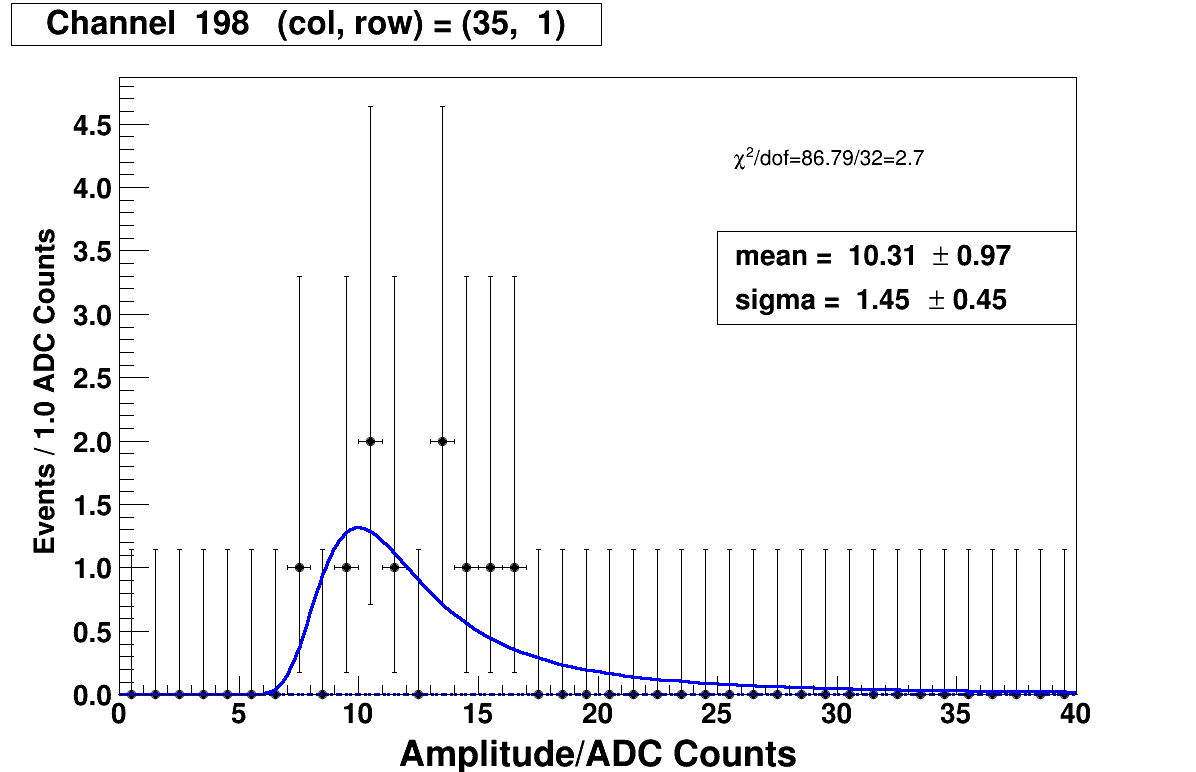 Channel 198 (col, row) = (35, 1)
χ²/dof=86.79/32=2.7
mean = 10.31 ± 0.97
sigma = 1.45 ± 0.45
Events / 1.0 ADC Counts
4.5
4.0
3.5
3.0
2.5
2.0
1.5
1.0
0.5
0.0
0 5 10 15 20 25 30 35 40
Amplitude/ADC Counts